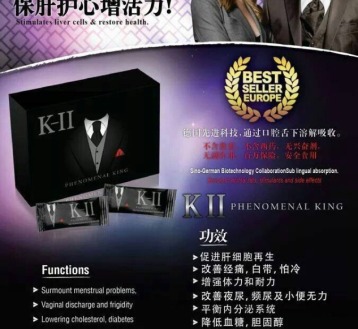 保肝护心增活力!
Stimulates liver cells & restore health.
BEST
SELLER
EUROPE
K-II
PHENOMENAL KING
K-II
K-II
德国先进科技,通过口腔舌下溶解吸收。
Sino-German Biotechnology CollaborationSub lingual absorption.
KII PHENOMENAL KING
功效
促进肝细胞再生
改善经痛,白带,怕冷
增强体力和耐力
改善夜尿,频尿及小便无力
平衡内分泌系统
降低血糖,胆固醇
Functions
Surmount menstrual problems,
Vaginal discharge and frigidity
Lowering cholesterol, diabetes